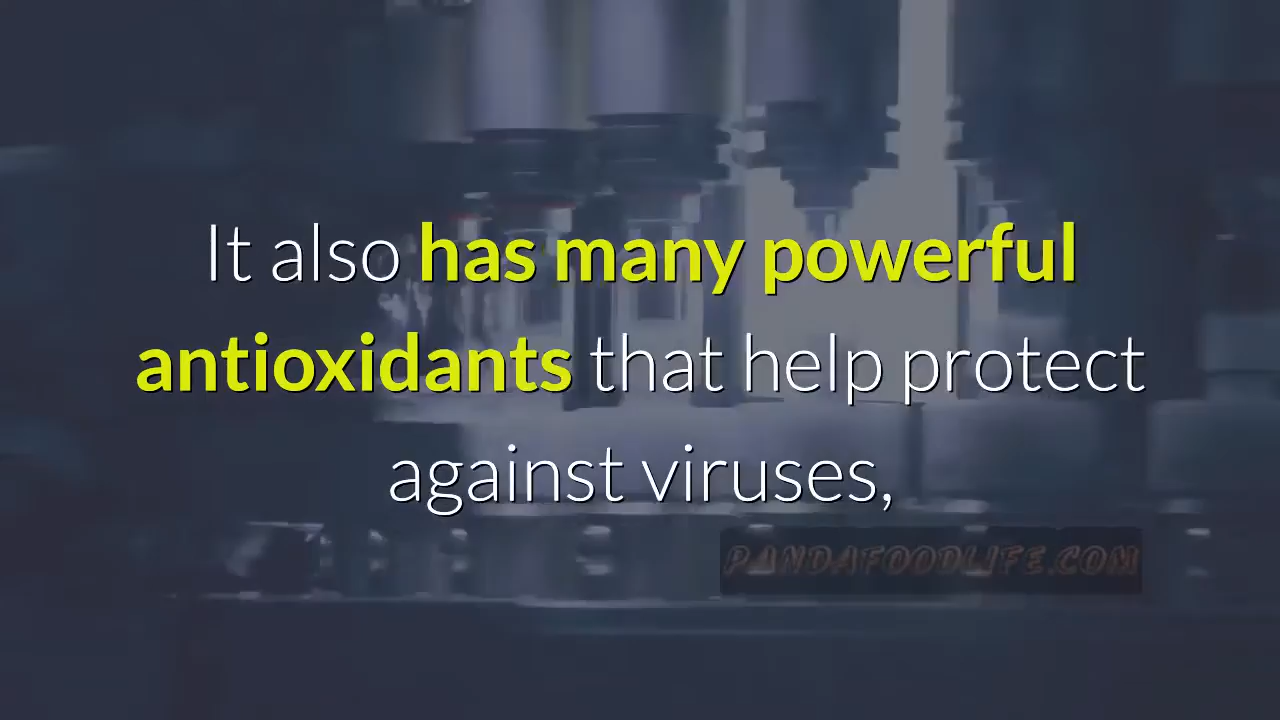 It also has many powerful
antioxidants that help protect
against viruses,
PANDAFOODLIFE.COM